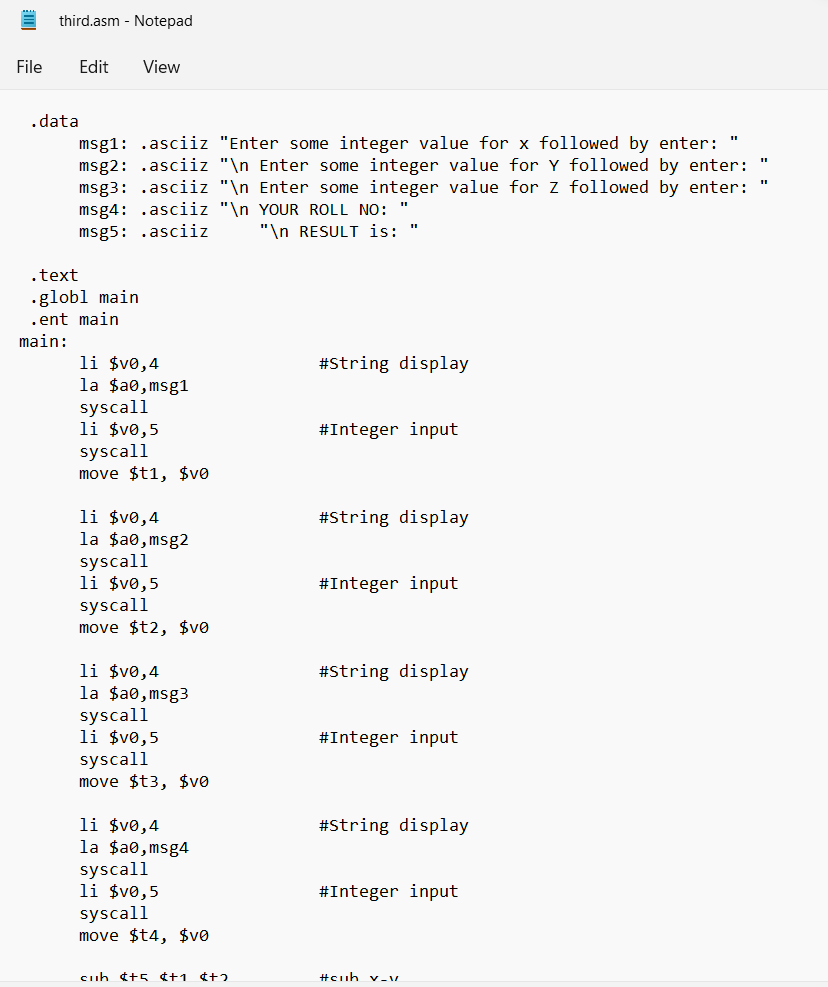 third.asm - Notepad
File Edit View
.data
msg1: .asciiz "Enter some integer value for x followed by enter: "
msg2: .asciiz "\n Enter some integer value for Y followed by enter: "
msg3: .asciiz "\n Enter some integer value for Z followed by enter: "
msg4: .asciiz "\n YOUR ROLL NO: "
msg5: .asciiz "\n RESULT is: "
.text
.globl main
.ent main
main:
li $v0,4 #String display
la $a0,msg1
syscall
li $v0,5 #Integer input
syscall
move $t1, $v0
li $v0,4 #String display
la $a0,msg2
syscall
li $v0,5 #Integer input
syscall
move $t2, $v0
li $v0,4 #String display
la $a0,msg3
syscall
li $v0,5 #Integer input
syscall
move $t3, $v0
li $v0,4 #String display
la $a0,msg4
syscall
li $v0,5 #Integer input
syscall
move $t4, $v0
sub $t5 $t1 $t2 #sub x-y